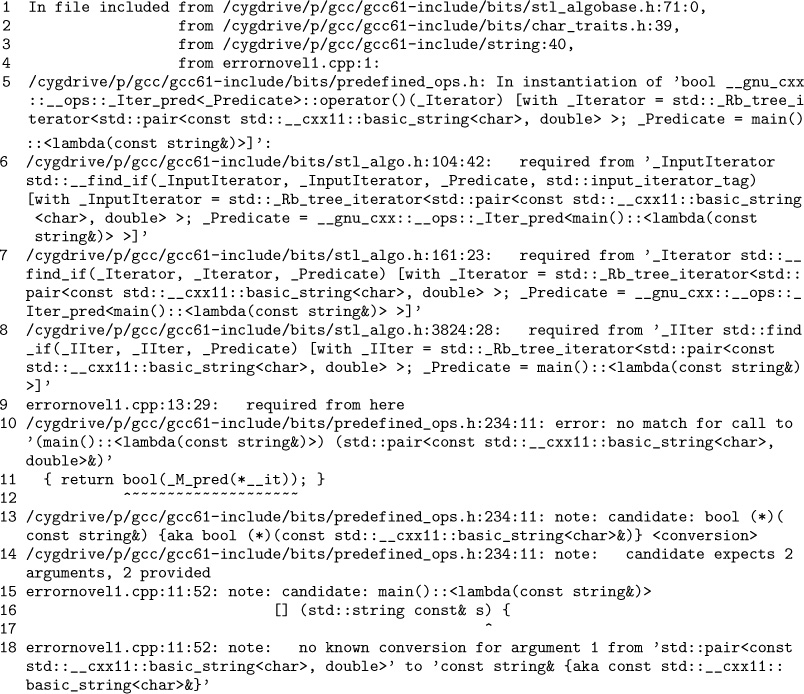 1 In file included from /cygdrive/p/gcc/gcc61-include/bits/stl_algobase.h:71:0,
2 from /cygdrive/p/gcc/gcc61-include/bits/char_traits.h:39,
3 from /cygdrive/p/gcc/gcc61-include/string:40,
4 from errornovel1.cpp:1:
5 /cygdrive/p/gcc/gcc61-include/bits/predefined_ops.h: In instantiation of 'bool __gnu_cxx
::__ops::_Iter_pred<_Predicate>::operator()(_Iterator) [with _Iterator = std::_Rb_tree_i
terator<std::pair<const std::__cxx11::basic_string<char>, double> >; _Predicate = main()
::<lambda(const string&)>]':
6 /cygdrive/p/gcc/gcc61-include/bits/stl_algo.h:104:42: required from '_InputIterator
std::__find_if(_InputIterator, _InputIterator, _Predicate, std::input_iterator_tag)
[with _InputIterator = std::_Rb_tree_iterator<std::pair<const std::__cxx11::basic_string
<char>, double> >; _Predicate = __gnu_cxx::__ops::_Iter_pred<main()::<lambda(const
string&)> >]'
7 /cygdrive/p/gcc/gcc61-include/bits/stl_algo.h:161:23: required from '_Iterator std::__
find_if(_Iterator, _Iterator, _Predicate) [with _Iterator = std::_Rb_tree_iterator<std::
pair<const std::__cxx11::basic_string<char>, double> >; _Predicate = __gnu_cxx::__ops::_
Iter_pred<main()::<lambda(const string&)> >]'
8 /cygdrive/p/gcc/gcc61-include/bits/stl_algo.h:3824:28: required from '_IIter std::find
_if(_IIter, _IIter, _Predicate) [with _IIter = std::_Rb_tree_iterator<std::pair<const
std::__cxx11::basic_string<char>, double> >; _Predicate = main()::<lambda(const string&)
>]'
9 errornovel1.cpp:13:29: required from here
10 /cygdrive/p/gcc/gcc61-include/bits/predefined_ops.h:234:11: error: no match for call to
'(main()::<lambda(const string&)>) (std::pair<const std::__cxx11::basic_string<char>,
double>&)'
11 { return bool(_M_pred(*__it)); }
12 ^~~~~~~~~~~~~~~~~~~~
13 /cygdrive/p/gcc/gcc61-include/bits/predefined_ops.h:234:11: note: candidate: bool (*)(
const string&) {aka bool (*)(const std::__cxx11::basic_string<char>&)} <conversion>
14 /cygdrive/p/gcc/gcc61-include/bits/predefined_ops.h:234:11: note: candidate expects 2
arguments, 2 provided
15 errornovel1.cpp:11:52: note: candidate: main()::<lambda(const string&)>
16 [] (std::string const& s) {
17 ^
18 errornovel1.cpp:11:52: note: no known conversion for argument 1 from 'std::pair<const
std::__cxx11::basic_string<char>, double>' to 'const string& {aka const std::__cxx11::
basic_string<char>&}'